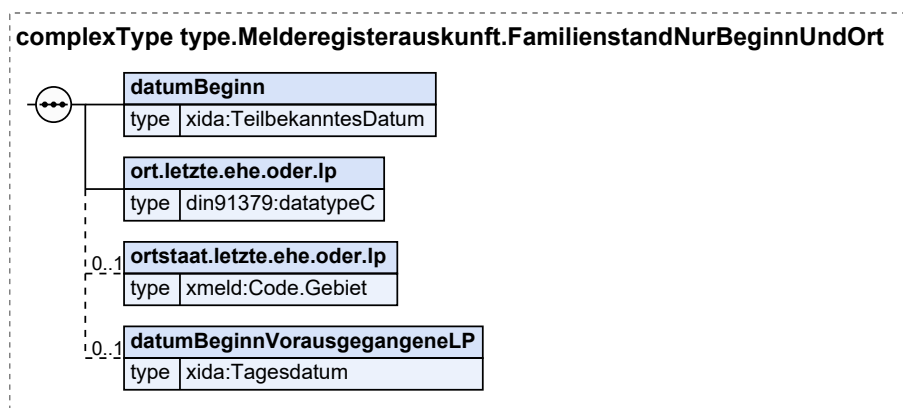 complexType type.Melderegisterauskunft.FamilienstandNurBeginnUndOrt
datumBeginn
type xida:TeilbekanntesDatum
ort.letzte.ehe.oder.lp
type din91379:datatypeC
0..1 ortstaat.letzte.ehe.oder.lp
type xmeld:Code.Gebiet
0..1 datumBeginnVorausgegangeneLP
type xida:Tagesdatum